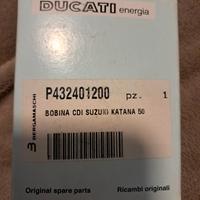 DUCATI energia
P432401200 pz. 1
BOBINA CDI SUZUKI KATANA 50
BERGAMASCHI
Original spare parts Ricambi originali